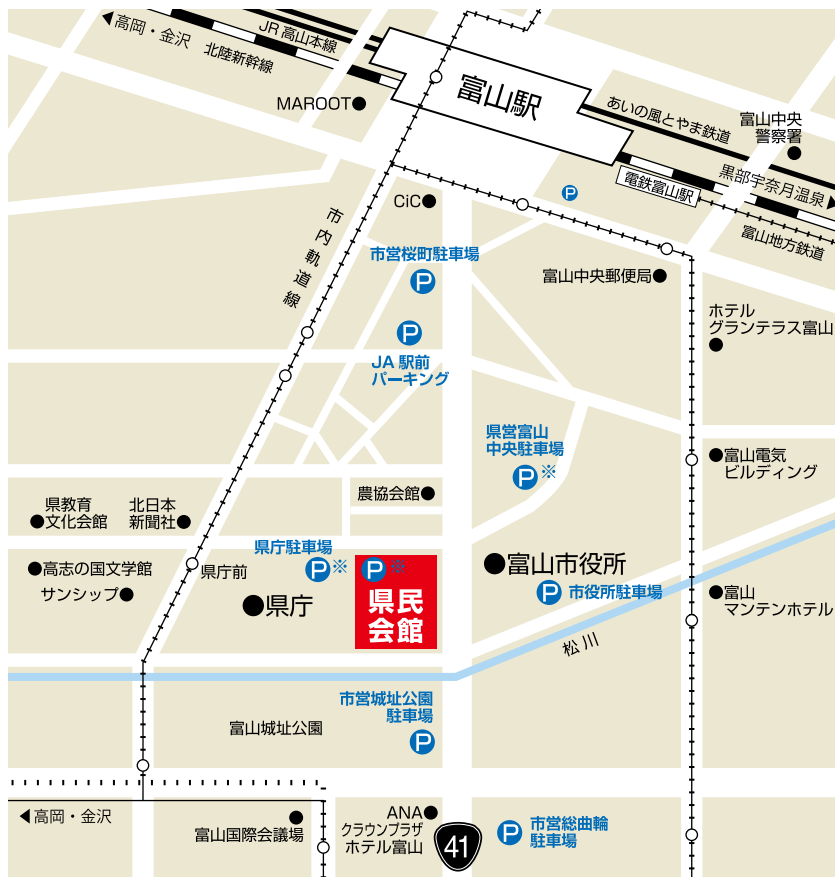 ◀高岡・金沢
JR高山本線
北陸新幹線
富山駅
MAROOT●
あいの風とやま鉄道
富山中央
警察署
黒部宇奈月温泉▶
電鉄富山駅
富山地方鉄道
P
CiC●
市内軌道線
市営桜町駐車場
P
富山中央郵便局●
ホテル
グランテラス富山
P
JA 駅前
パーキング
県営富山
中央駐車場
P※
●富山電気
ビルディング
農協会館●
県教育
●文化会館
北日本
新聞社●
県庁駐車場
P※
P※
●富山市役所
●高志の国文学館
県庁前
サンシップ●
●県庁
県民
会館
P 市役所駐車場
●富山
マンテンホテル
松川
市営城址公園
駐車場
P
富山城址公園
◀高岡・金沢
富山国際会議場
ANA●
クラウンプラザ
ホテル富山
41
P 市営総曲輪
駐車場